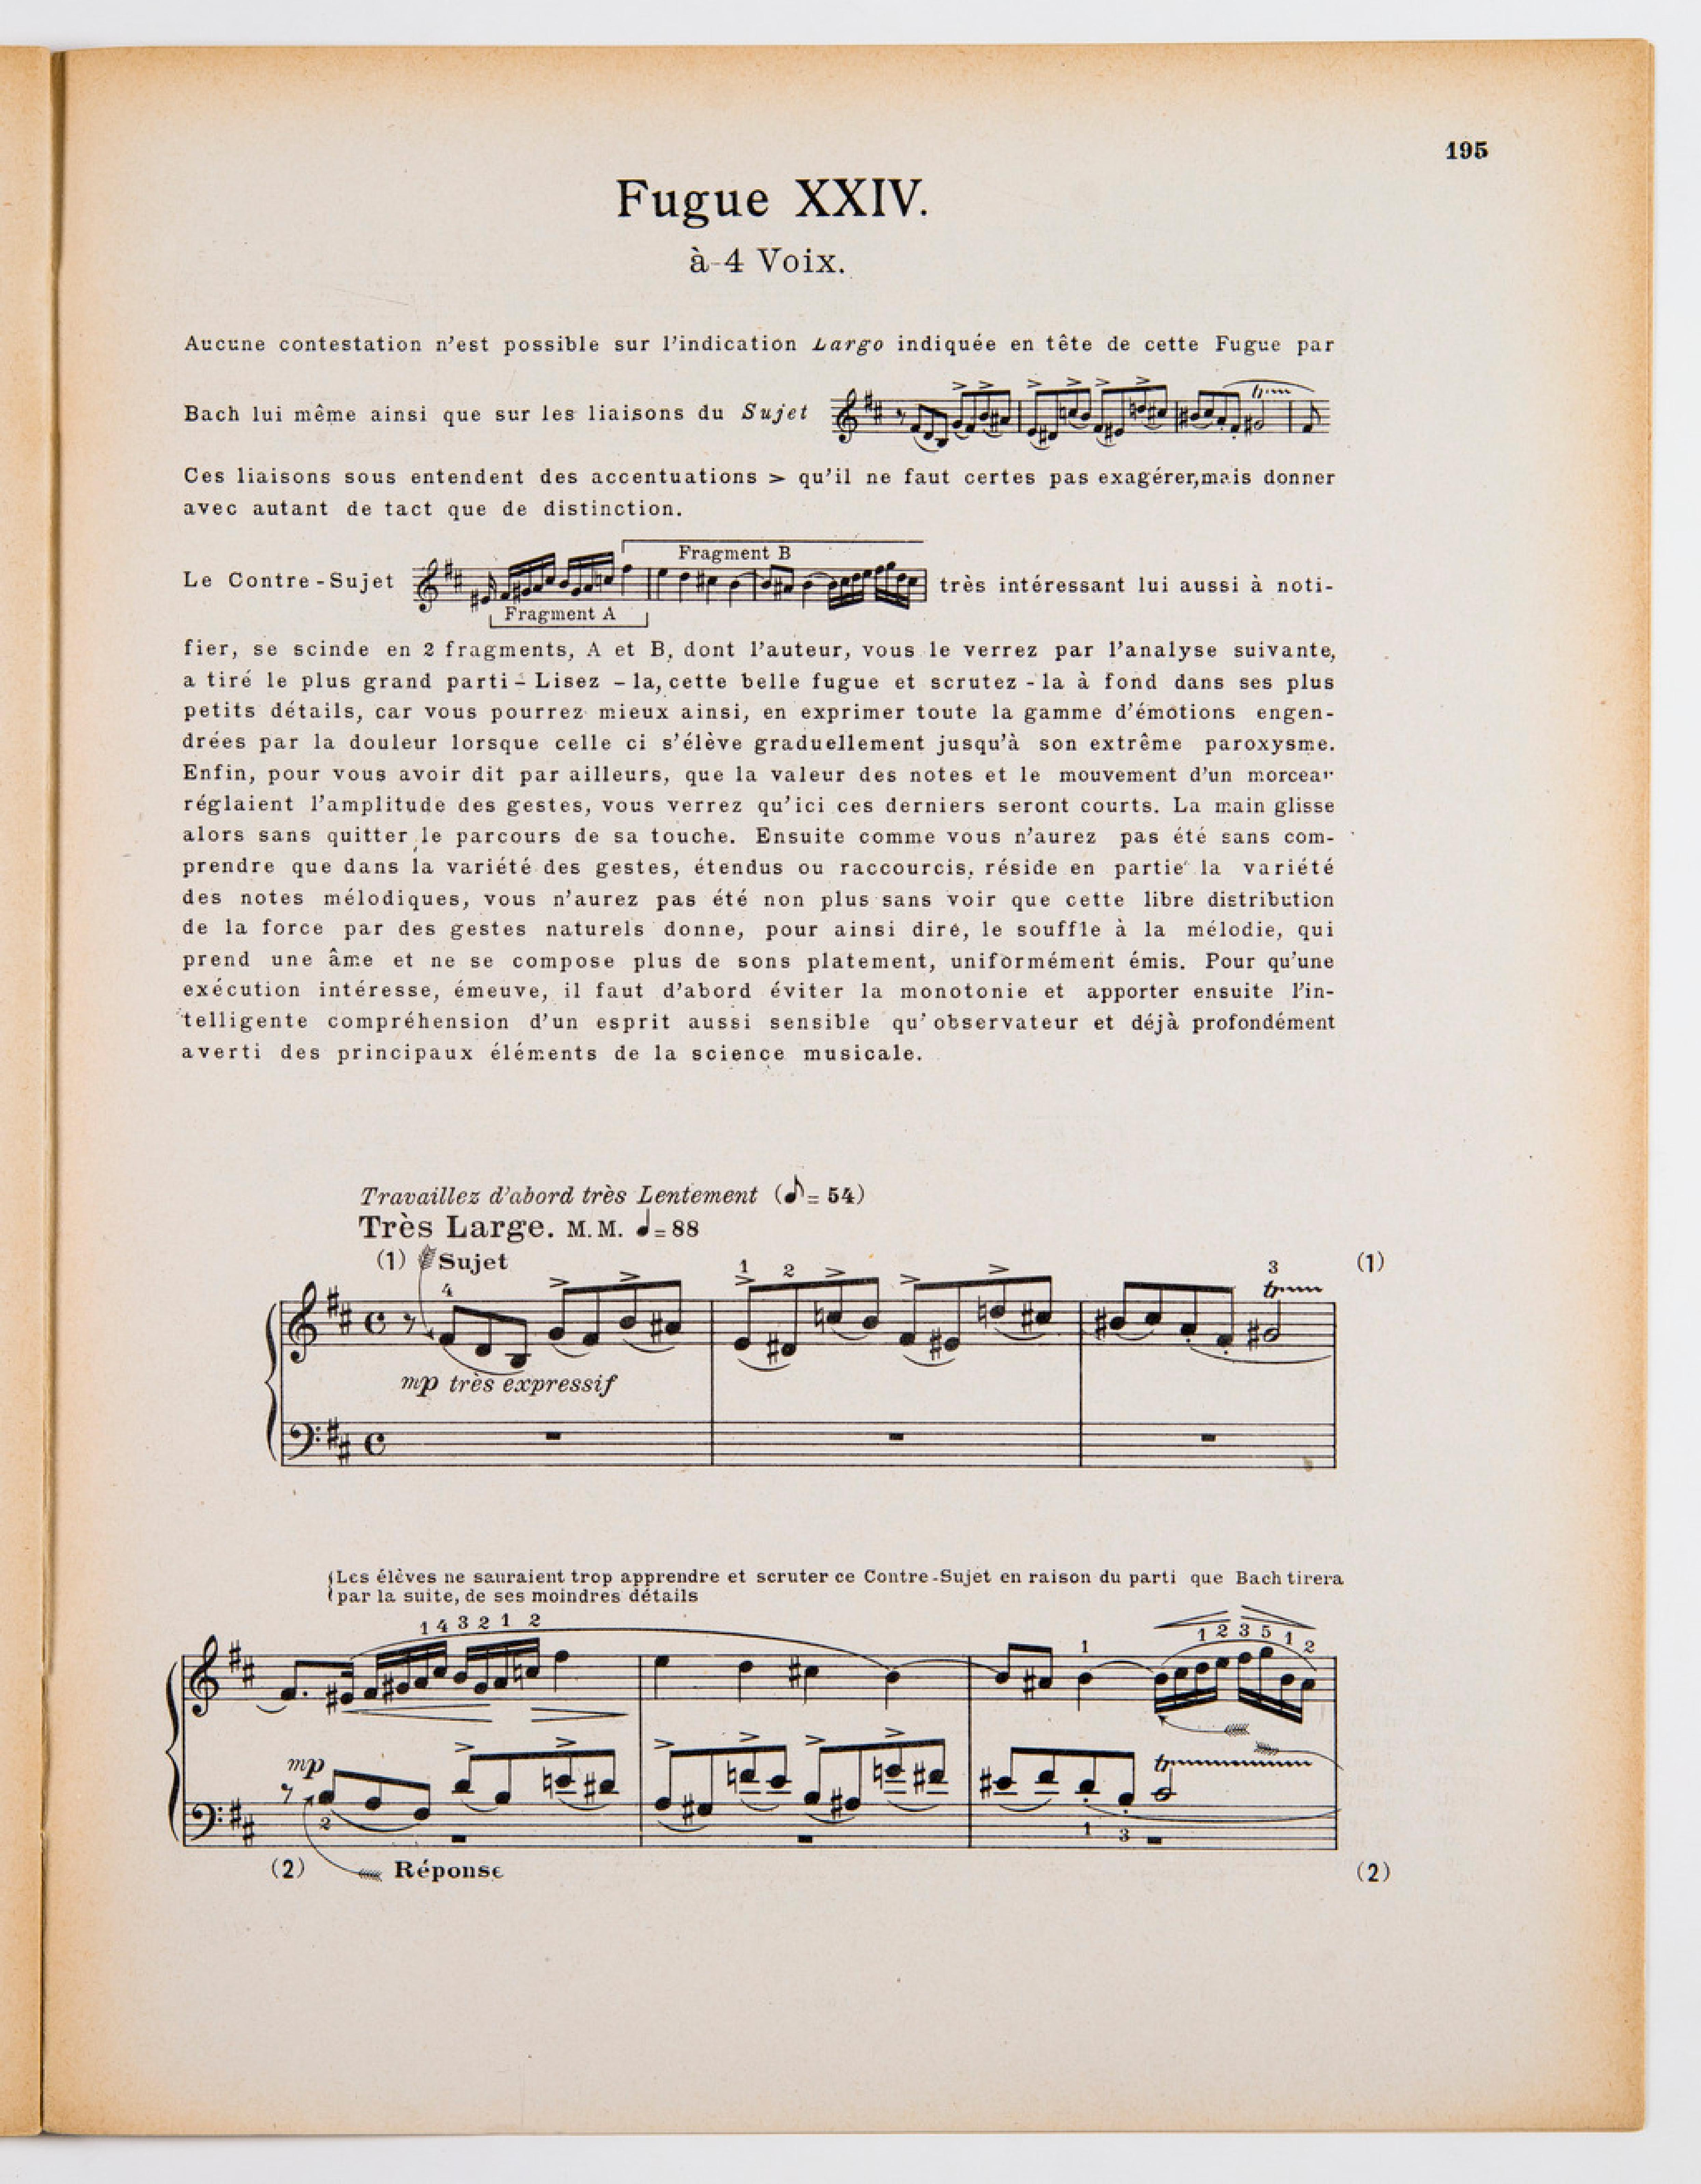 195
Fugue XXIV.
à 4 Voix.
Aucune contestation n'est possible sur l'indication Largo indiquée en tête de cette Fugue par
Bach lui même ainsi que sur les liaisons du Sujet
Ces liaisons sous entendent des accentuations > qu'il ne faut certes pas exagérer, mais donner
avec autant de tact que de distinction.
Fragment B
Le Contre-Sujet très intéressant lui aussi à noti-
Fragment A
fier, se scinde en 2 fragments, A et B, dont l'auteur, vous le verrez par l'analyse suivante,
a tiré le plus grand parti - Lisez - la, cette belle fugue et scrutez - la à fond dans ses plus
petits détails, car vous pourrez mieux ainsi, en exprimer toute la gamme d'émotions engen-
drées par la douleur lorsque celle ci s'élève graduellement jusqu'à son extrême paroxysme.
Enfin, pour vous avoir dit par ailleurs, que la valeur des notes et le mouvement d'un morceau
réglaient l'amplitude des gestes, vous verrez qu'ici ces derniers seront courts. La main glisse
alors sans quitter le parcours de sa touche. Ensuite comme vous n'aurez pas été sans com-
prendre que dans la variété des gestes, étendus ou raccourcis, réside en partie la variété
des notes mélodiques, vous n'aurez pas été non plus sans voir que cette libre distribution
de la force par des gestes naturels donne, pour ainsi dire, le souffle à la mélodie, qui
prend une âme et ne se compose plus de sons platement, uniformément émis. Pour qu'une
exécution intéresse, émeuve, il faut d'abord éviter la monotonie et apporter ensuite l'in-
telligente compréhension d'un esprit aussi sensible qu'observateur et déjà profondément
averti des principaux éléments de la science musicale.
Travaillez d'abord très Lentement (♪= 54)
Très Large. M.M. ♩=88
(1) Sujet (1)
4 1 2 3
mp très expressif
Les élèves ne sauraient trop apprendre et scruter ce Contre-Sujet en raison du parti que Bach tirera
par la suite, de ses moindres détails
1 4 3 2 1 2 1 1 2 3 5 1 2
mp
2 1 3
(2) Réponse (2)